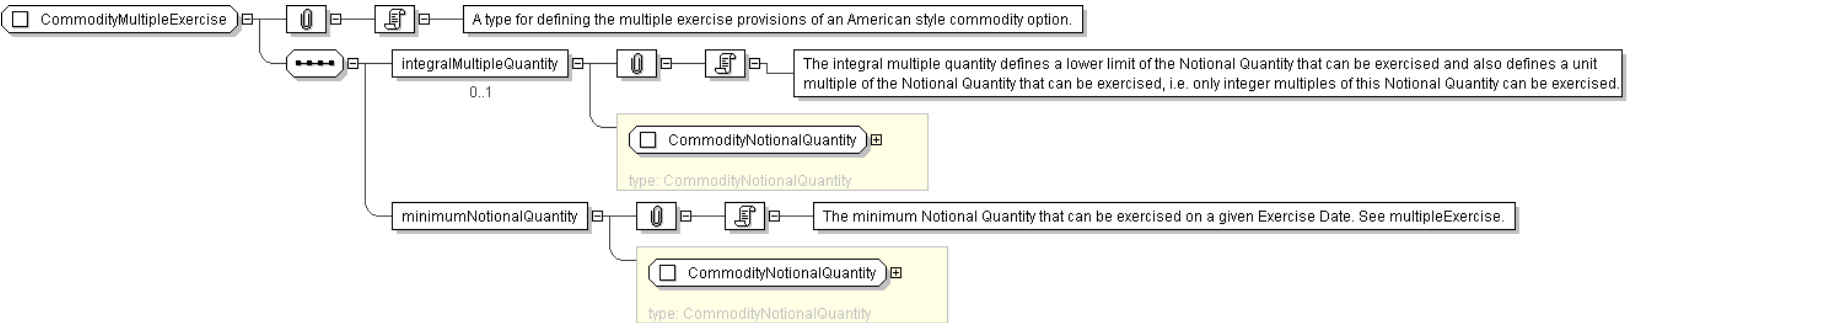 CommodityMultipleExercise
A type for defining the multiple exercise provisions of an American style commodity option.
integralMultipleQuantity
0..1
The integral multiple quantity defines a lower limit of the Notional Quantity that can be exercised and also defines a unit
multiple of the Notional Quantity that can be exercised, i.e. only integer multiples of this Notional Quantity can be exercised.
CommodityNotionalQuantity
type: CommodityNotionalQuantity
minimumNotionalQuantity
The minimum Notional Quantity that can be exercised on a given Exercise Date. See multipleExercise.
CommodityNotionalQuantity
type: CommodityNotionalQuantity